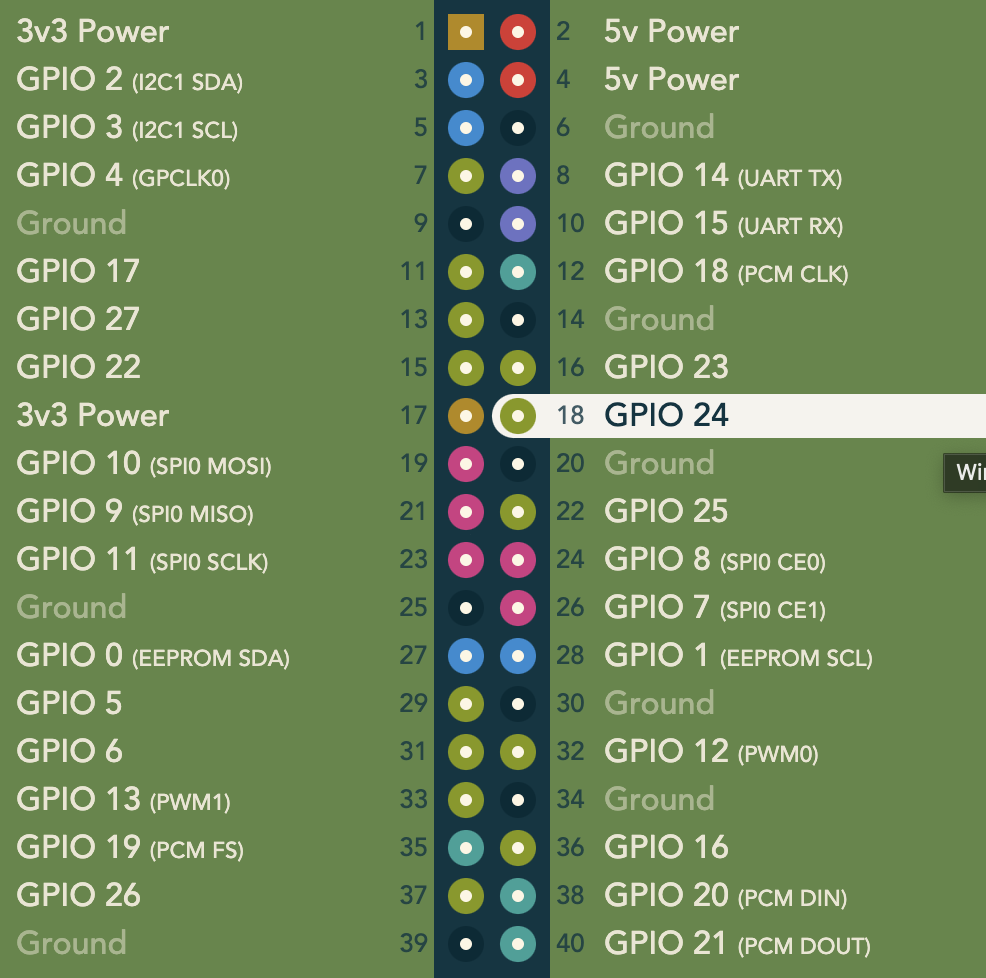 3v3 Power 1 2 5v Power
GPIO 2 (I2C1 SDA) 3 4 5v Power
GPIO 3 (I2C1 SCL) 5 6 Ground
GPIO 4 (GPCLK0) 7 8 GPIO 14 (UART TX)
Ground 9 10 GPIO 15 (UART RX)
GPIO 17 11 12 GPIO 18 (PCM CLK)
GPIO 27 13 14 Ground
GPIO 22 15 16 GPIO 23
3v3 Power 17 18 GPIO 24
GPIO 10 (SPI0 MOSI) 19 20 Ground
GPIO 9 (SPI0 MISO) 21 22 GPIO 25
GPIO 11 (SPI0 SCLK) 23 24 GPIO 8 (SPI0 CE0)
Ground 25 26 GPIO 7 (SPI0 CE1)
GPIO 0 (EEPROM SDA) 27 28 GPIO 1 (EEPROM SCL)
GPIO 5 29 30 Ground
GPIO 6 31 32 GPIO 12 (PWM0)
GPIO 13 (PWM1) 33 34 Ground
GPIO 19 (PCM FS) 35 36 GPIO 16
GPIO 26 37 38 GPIO 20 (PCM DIN)
Ground 39 40 GPIO 21 (PCM DOUT)